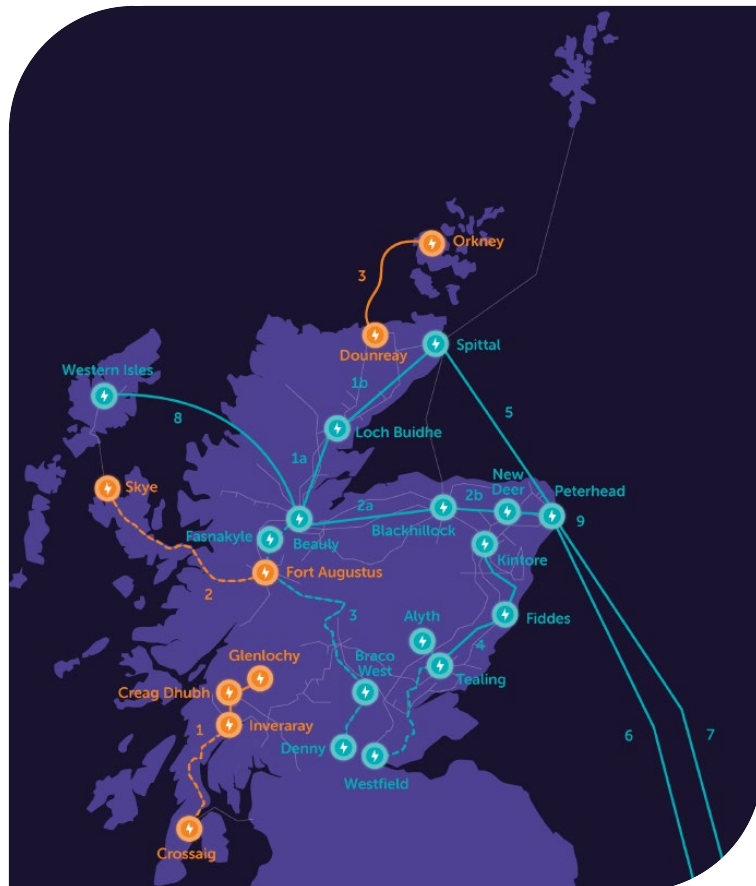 Orkney
3
Dounreay
Spittal
Western Isles
1b
8
5
Loch Buidhe
1a
Skye
New
Deer
Peterhead
2a
2b
9
Blackhillock
Fasnakyle
Beauly
Kintore
Fort Augustus
2
3
Alyth
Fiddes
4
Braco
West
Glenlochy
Tealing
Creag Dhubh
1
Inveraray
Denny
6
7
Westfield
Crossaig